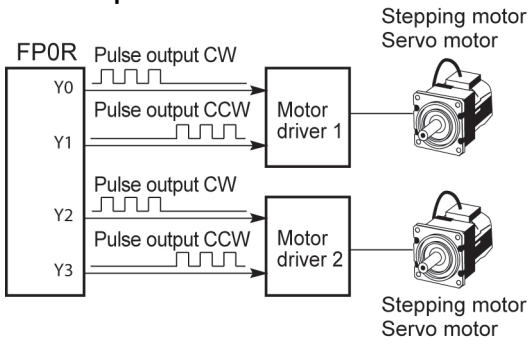 Stepping motor
Servo motor
FP0R
Pulse output CW
Y0
Pulse output CCW
Y1
Motor
driver 1
Pulse output CW
Y2
Pulse output CCW
Y3
Motor
driver 2
Stepping motor
Servo motor